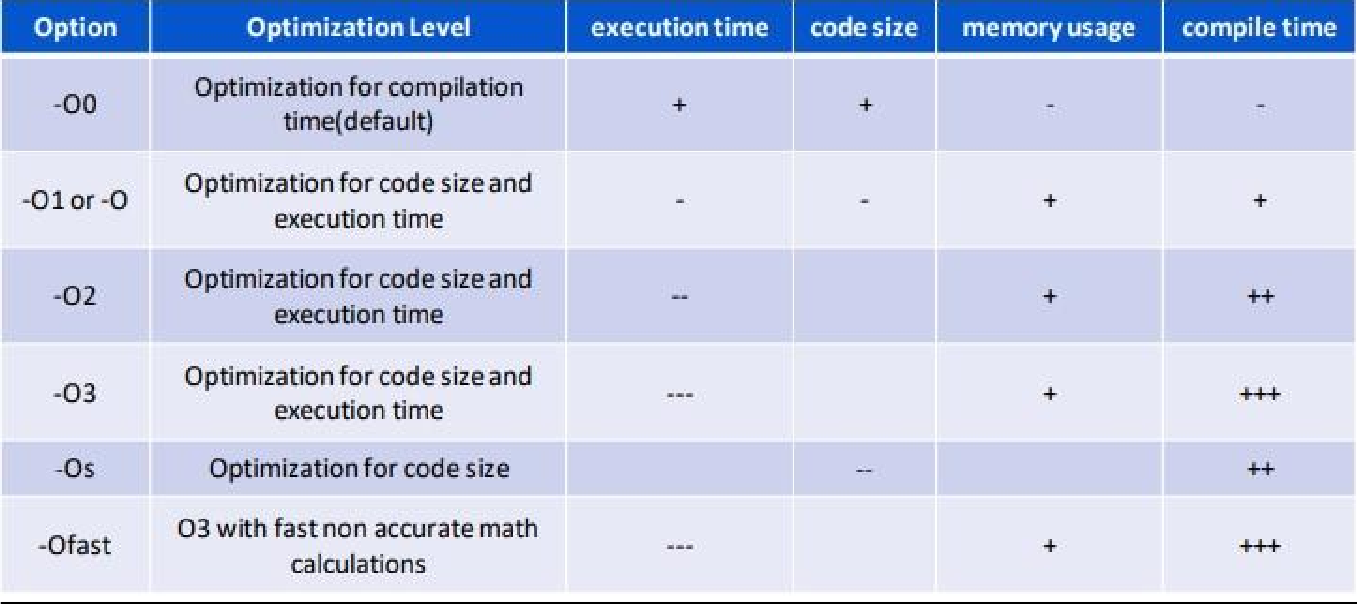 Option Optimization Level execution time code size memory usage compile time
-O0 Optimization for compilation time(default) + + - -
-O1 or -O Optimization for code size and execution time - - + +
-O2 Optimization for code size and execution time -- + ++
-O3 Optimization for code size and execution time --- + +++
-Os Optimization for code size -- ++
-Ofast O3 with fast non accurate math calculations --- + +++